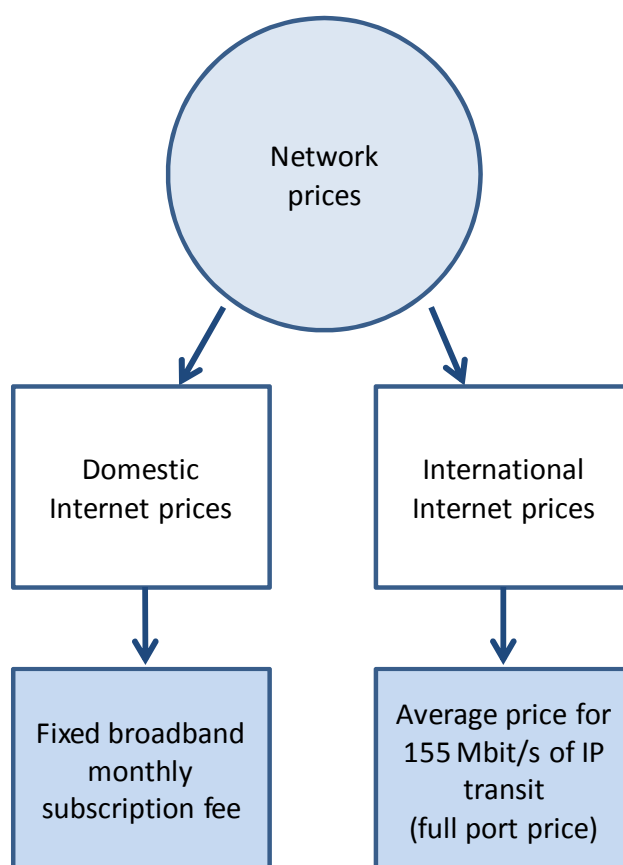 Network
prices
Domestic
Internet prices
International
Internet prices
Fixed broadband
monthly
subscription fee
Average price for
155 Mbit/s of IP
transit
(full port price)